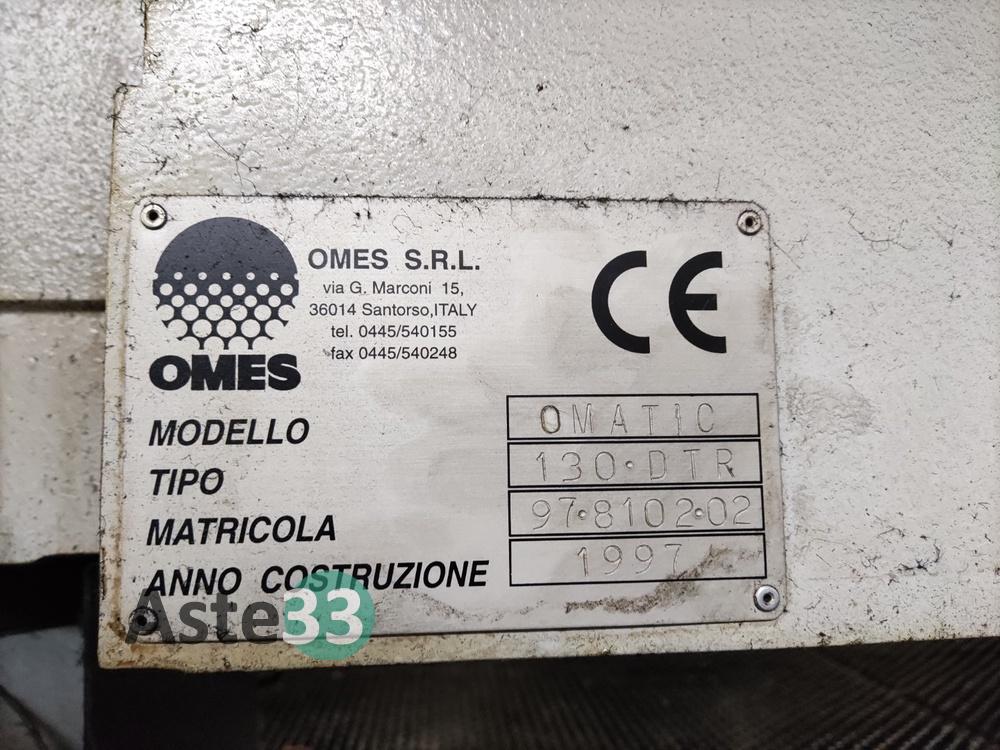 OMES S.R.L.
via G. Marconi 15,
36014 Santorso,ITALY
tel. 0445/540155
fax 0445/540248
OMES
CE
MODELLO OMATIC
TIPO 130·DTR
MATRICOLA 97·8102·02
ANNO COSTRUZIONE 1997
Aste33